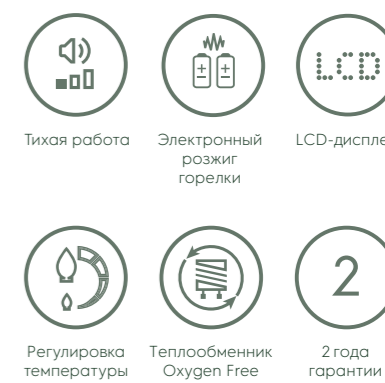 LCD
Тихая работа
Электронный
розжиг
горелки
LCD-диспле
2
Регулировка
температуры
Теплообменник
Oxygen Free
2 года
гарантии